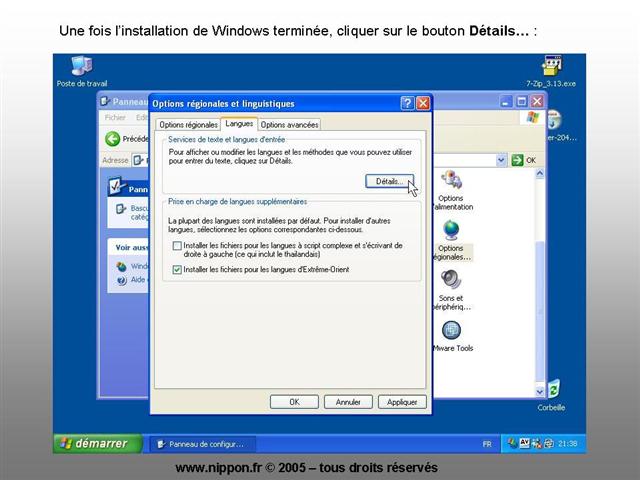 Une fois l'installation de Windows terminée, cliquer sur le bouton Détails… :
Poste de travail
7-Zip_3.13.exe
Panneau
Options régionales et linguistiques
Fichier
Options régionales
Langues
Options avancées
Précéde
er-204...
Adresse
OK
Services de texte et langues d'entrée
Pour afficher ou modifier les langues et les méthodes que vous pouvez utiliser
pour entrer du texte, cliquez sur Détails.
Détails...
Pann
Bascu
catég
Options
d'alimentation
Prise en charge de langues supplémentaires
La plupart des langues sont installées par défaut. Pour installer d'autres
langues, sélectionnez les options correspondantes ci-dessous.
Installer les fichiers pour les langues à script complexe et s'écrivant de
droite à gauche (ce qui inclut le thaïlandais)
Installer les fichiers pour les langues d'Extrême-Orient
Voir aussi
Windo
Aide e
Options
régionales...
Sons et
périphériq...
VMware Tools
OK
Annuler
Appliquer
Corbeille
démarrer
Panneau de configur...
FR
21:38
www.nippon.fr © 2005 – tous droits réservés